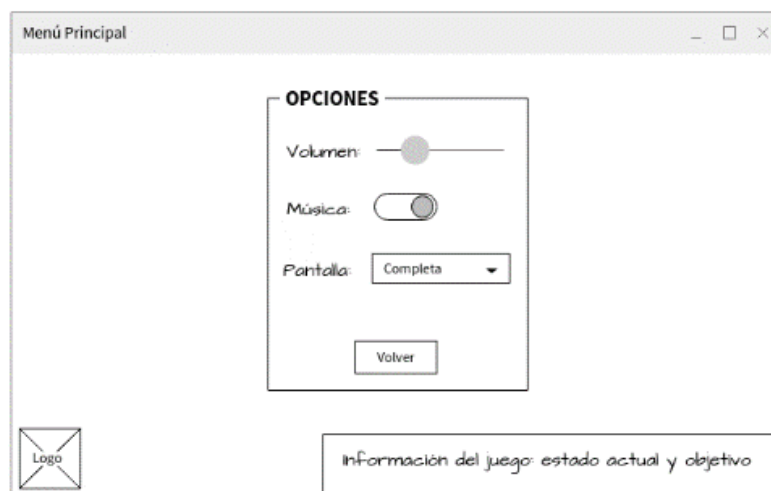 Menú Principal
OPCIONES
Volumen:
Música:
Pantalla: Completa
Volver
Logo
Información del juego: estado actual y objetivo